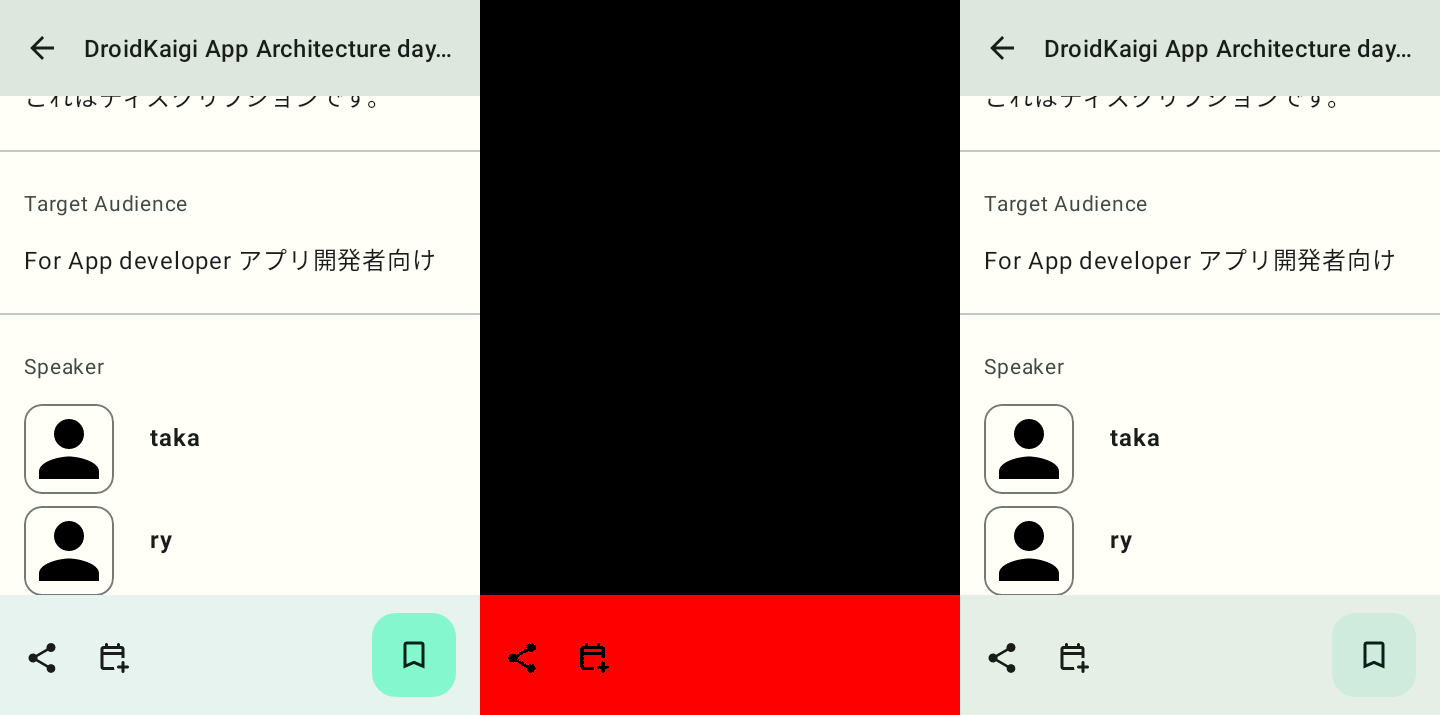 DroidKaigi App Architecture day...
これはディスクリプションです。
Target Audience
For App developer アプリ開発者向け
Speaker
taka
ry
DroidKaigi App Architecture day...
これはディスクリプションです。
Target Audience
For App developer アプリ開発者向け
Speaker
taka
ry